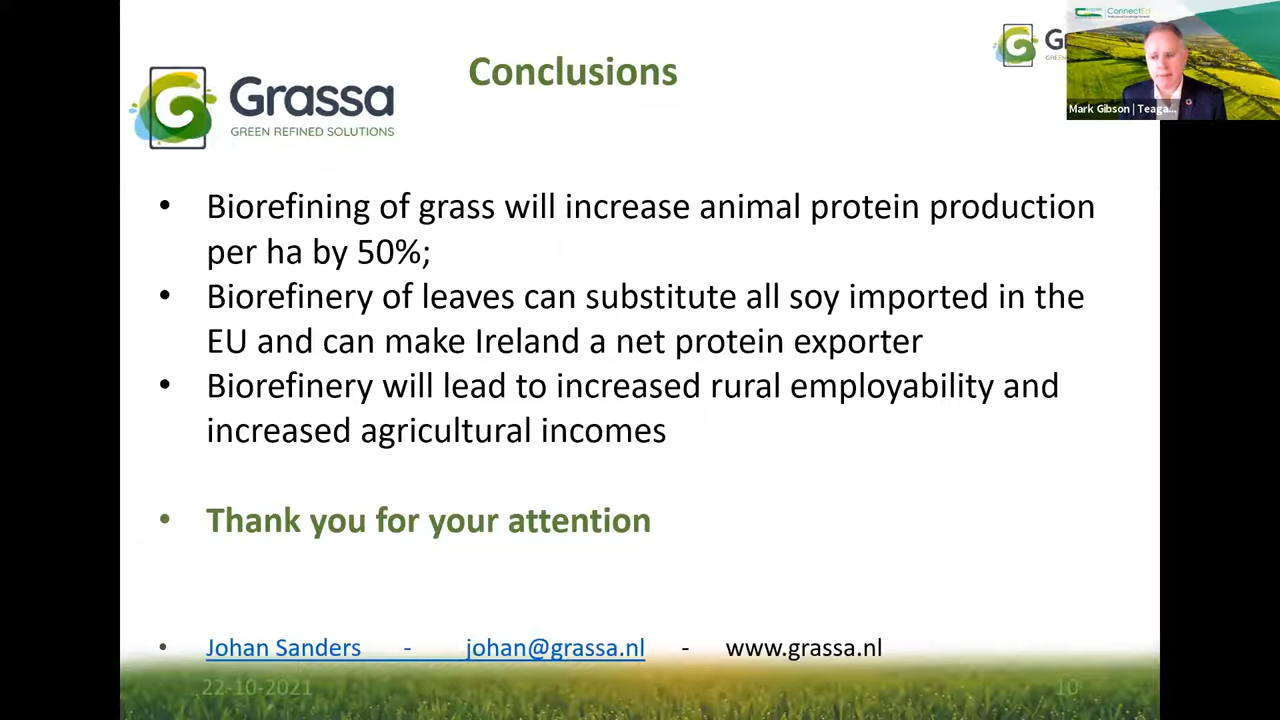 Conclusions
Grassa
GREEN REFINED SOLUTIONS
ConnectEd
Mark Gibson | Teaga...
• Biorefining of grass will increase animal protein production
per ha by 50%;
• Biorefinery of leaves can substitute all soy imported in the
EU and can make Ireland a net protein exporter
• Biorefinery will lead to increased rural employability and
increased agricultural incomes
• Thank you for your attention
• Johan Sanders - johan@grassa.nl - www.grassa.nl
22-10-2021
10